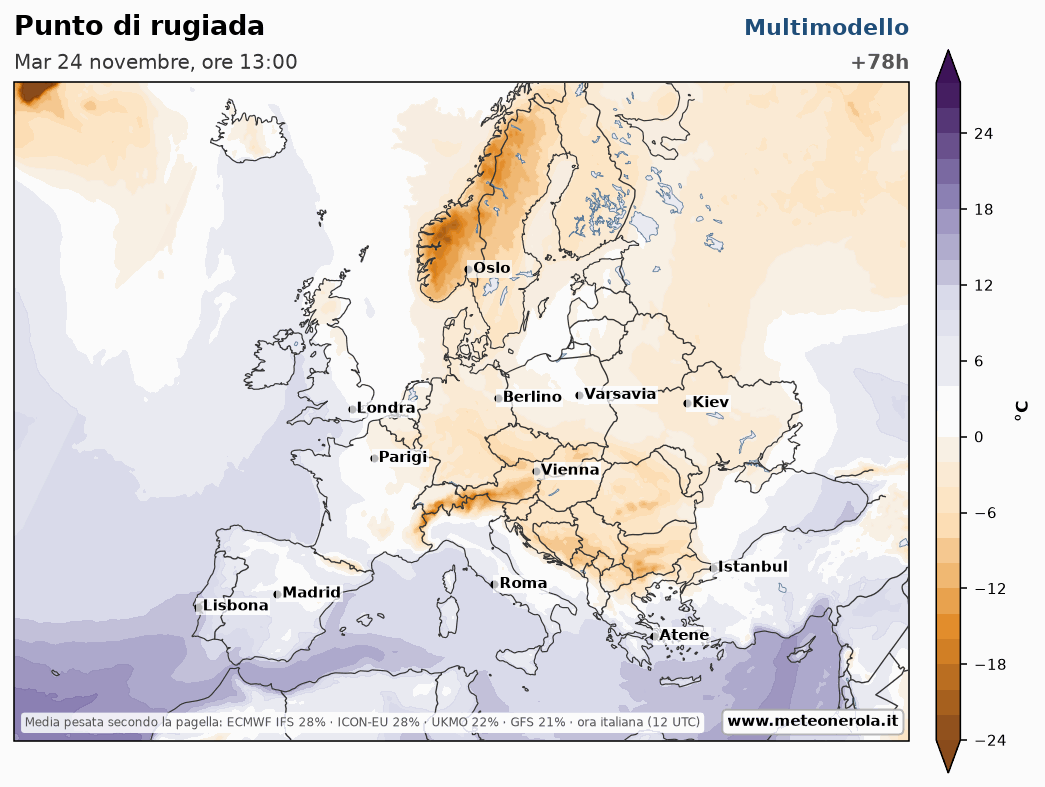 Punto di rugiada
Multimodello
Mar 24 novembre, ore 13:00
+78h
Oslo
Berlino
Varsavia
Kiev
Londra
Parigi
Vienna
Istanbul
Roma
Madrid
Lisbona
Atene
24
18
12
6
0
−6
−12
−18
−24
°C
Media pesata secondo la pagella: ECMWF IFS 28% · ICON-EU 28% · UKMO 22% · GFS 21% · ora italiana (12 UTC)
www.meteonerola.it